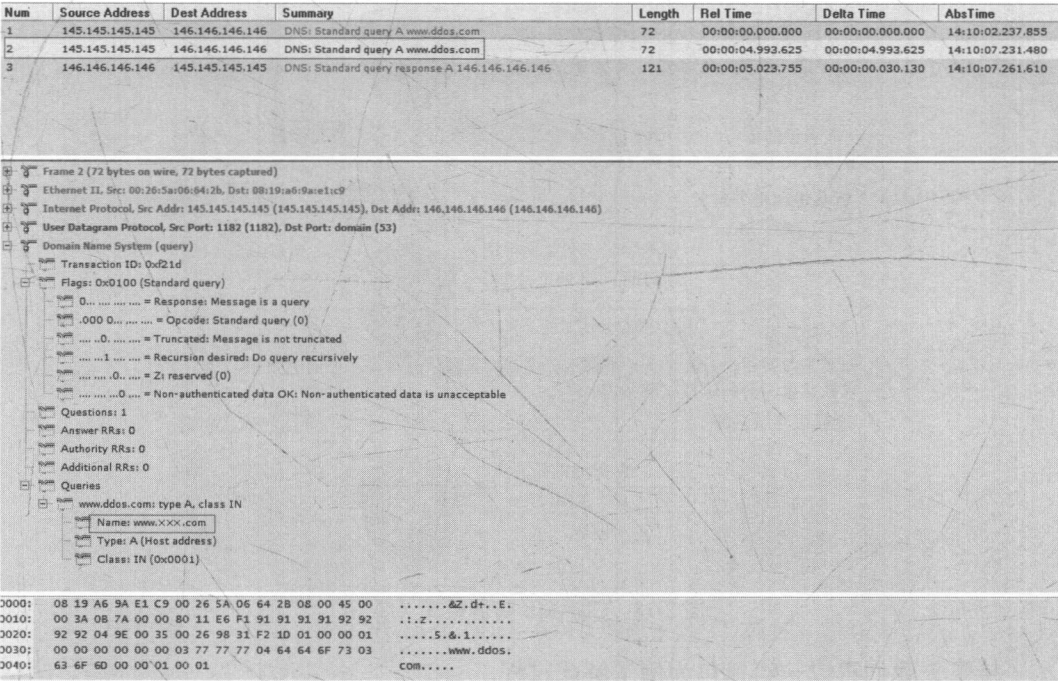 Num Source Address Dest Address Summary Length Rel Time Delta Time AbsTime
1 145.145.145.145 146.146.146.146 DNS: Standard query A www.ddos.com 72 00:00:00.000.000 00:00:00.000.000 14:10:02.237.855
2 145.145.145.145 146.146.146.146 DNS: Standard query A www.ddos.com 72 00:00:04.993.625 00:00:04.993.625 14:10:07.231.480
3 146.146.146.146 145.145.145.145 DNS: Standard query response A 146.146.146.146 121 00:00:05.023.755 00:00:00.030.130 14:10:07.261.610
Frame 2 (72 bytes on wire, 72 bytes captured)
Ethernet II, Src: 00:26:5a:06:64:2b, Dst: 08:19:a6:9a:e1:c9
Internet Protocol, Src Addr: 145.145.145.145 (145.145.145.145), Dst Addr: 146.146.146.146 (146.146.146.146)
User Datagram Protocol, Src Port: 1182 (1182), Dst Port: domain (53)
Domain Name System (query)
Transaction ID: 0xf21d
Flags: 0x0100 (Standard query)
0... .... .... .... = Response: Message is a query
.000 0... .... .... = Opcode: Standard query (0)
.... ..0. .... .... = Truncated: Message is not truncated
.... ...1 .... .... = Recursion desired: Do query recursively
.... .... .0.. .... = Z: reserved (0)
.... .... ...0 .... = Non-authenticated data OK: Non-authenticated data is unacceptable
Questions: 1
Answer RRs: 0
Authority RRs: 0
Additional RRs: 0
Queries
www.ddos.com: type A, class IN
Name: www.×××.com
Type: A (Host address)
Class: IN (0x0001)
0000: 08 19 A6 9A E1 C9 00 26 5A 06 64 2B 08 00 45 00 .......&Z.d+..E.
0010: 00 3A 0B 7A 00 00 80 11 E6 F1 91 91 91 91 92 92 .:.z............
0020: 92 92 04 9E 00 35 00 26 98 31 F2 1D 01 00 00 01 .....5.&.1......
0030: 00 00 00 00 00 00 03 77 77 77 04 64 64 6F 73 03 .......www.ddos.
0040: 63 6F 6D 00 00 01 00 01 com.....